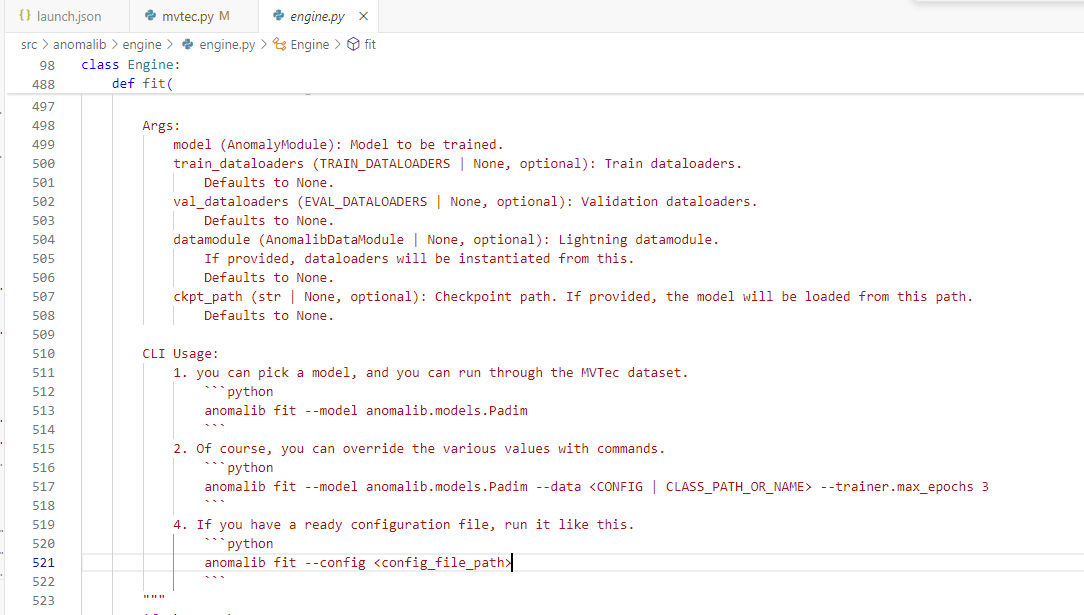 launch.json
mvtec.py M
engine.py
src > anomalib > engine > engine.py > Engine > fit
98 class Engine:
488 def fit(
497
498 Args:
499 model (AnomalyModule): Model to be trained.
500 train_dataloaders (TRAIN_DATALOADERS | None, optional): Train dataloaders.
501 Defaults to None.
502 val_dataloaders (EVAL_DATALOADERS | None, optional): Validation dataloaders.
503 Defaults to None.
504 datamodule (AnomalibDataModule | None, optional): Lightning datamodule.
505 If provided, dataloaders will be instantiated from this.
506 Defaults to None.
507 ckpt_path (str | None, optional): Checkpoint path. If provided, the model will be loaded from this path.
508 Defaults to None.
509
510 CLI Usage:
511 1. you can pick a model, and you can run through the MVTec dataset.
512 ```python
513 anomalib fit --model anomalib.models.Padim
514 ```
515 2. Of course, you can override the various values with commands.
516 ```python
517 anomalib fit --model anomalib.models.Padim --data <CONFIG | CLASS_PATH_OR_NAME> --trainer.max_epochs 3
518 ```
519 4. If you have a ready configuration file, run it like this.
520 ```python
521 anomalib fit --config <config_file_path>
522 ```
523 """